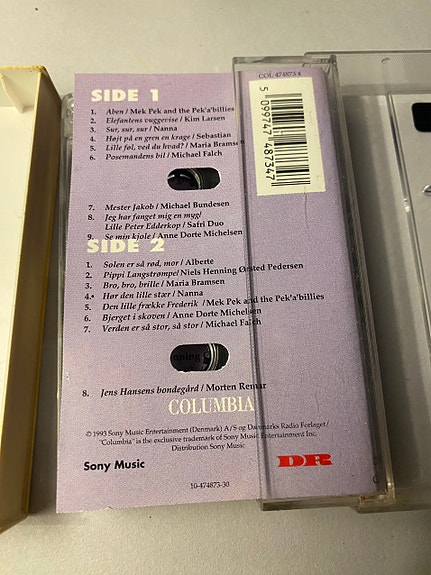 COL 474873 4
5 099747 487347
SIDE 1
1. Aben / Mek Pek and the Pek'a'billies
2. Elefantens vuggevise / Kim Larsen
3. Sur, sur, sur / Nanna
4. Højt på en gren en krage / Sebastian
5. Lille føl, ved du hvad? / Maria Bramsen
6. Posemandens bil / Michael Falch
7. Mester Jakob / Michael Bundesen
8. Jeg har fanget mig en myg/
Lille Peter Edderkop / Safri Duo
9. Se min kjole / Anne Dorte Michelsen
SIDE 2
1. Solen er så rød, mor / Alberte
2. Pippi Langstrømpe/ Niels Henning Ørsted Pedersen
3. Bro, bro, brille / Maria Bramsen
4. Hør den lille stær / Nanna
5. Den lille frække Frederik / Mek Pek and the Pek'a'billies
6. Bjerget i skoven / Anne Dorte Michelsen
7. Verden er så stor, så stor / Michael Falch
8. Jens Hansens bondegård / Morten Remar
COLUMBIA
© 1993 Sony Music Entertainment (Denmark) A/S og Danmarks Radio Forlaget/
"Columbia" is the exclusive trademark of Sony Music Entertainment Inc.
Distribution Sony Music
Sony Music
DR
10-474873-30